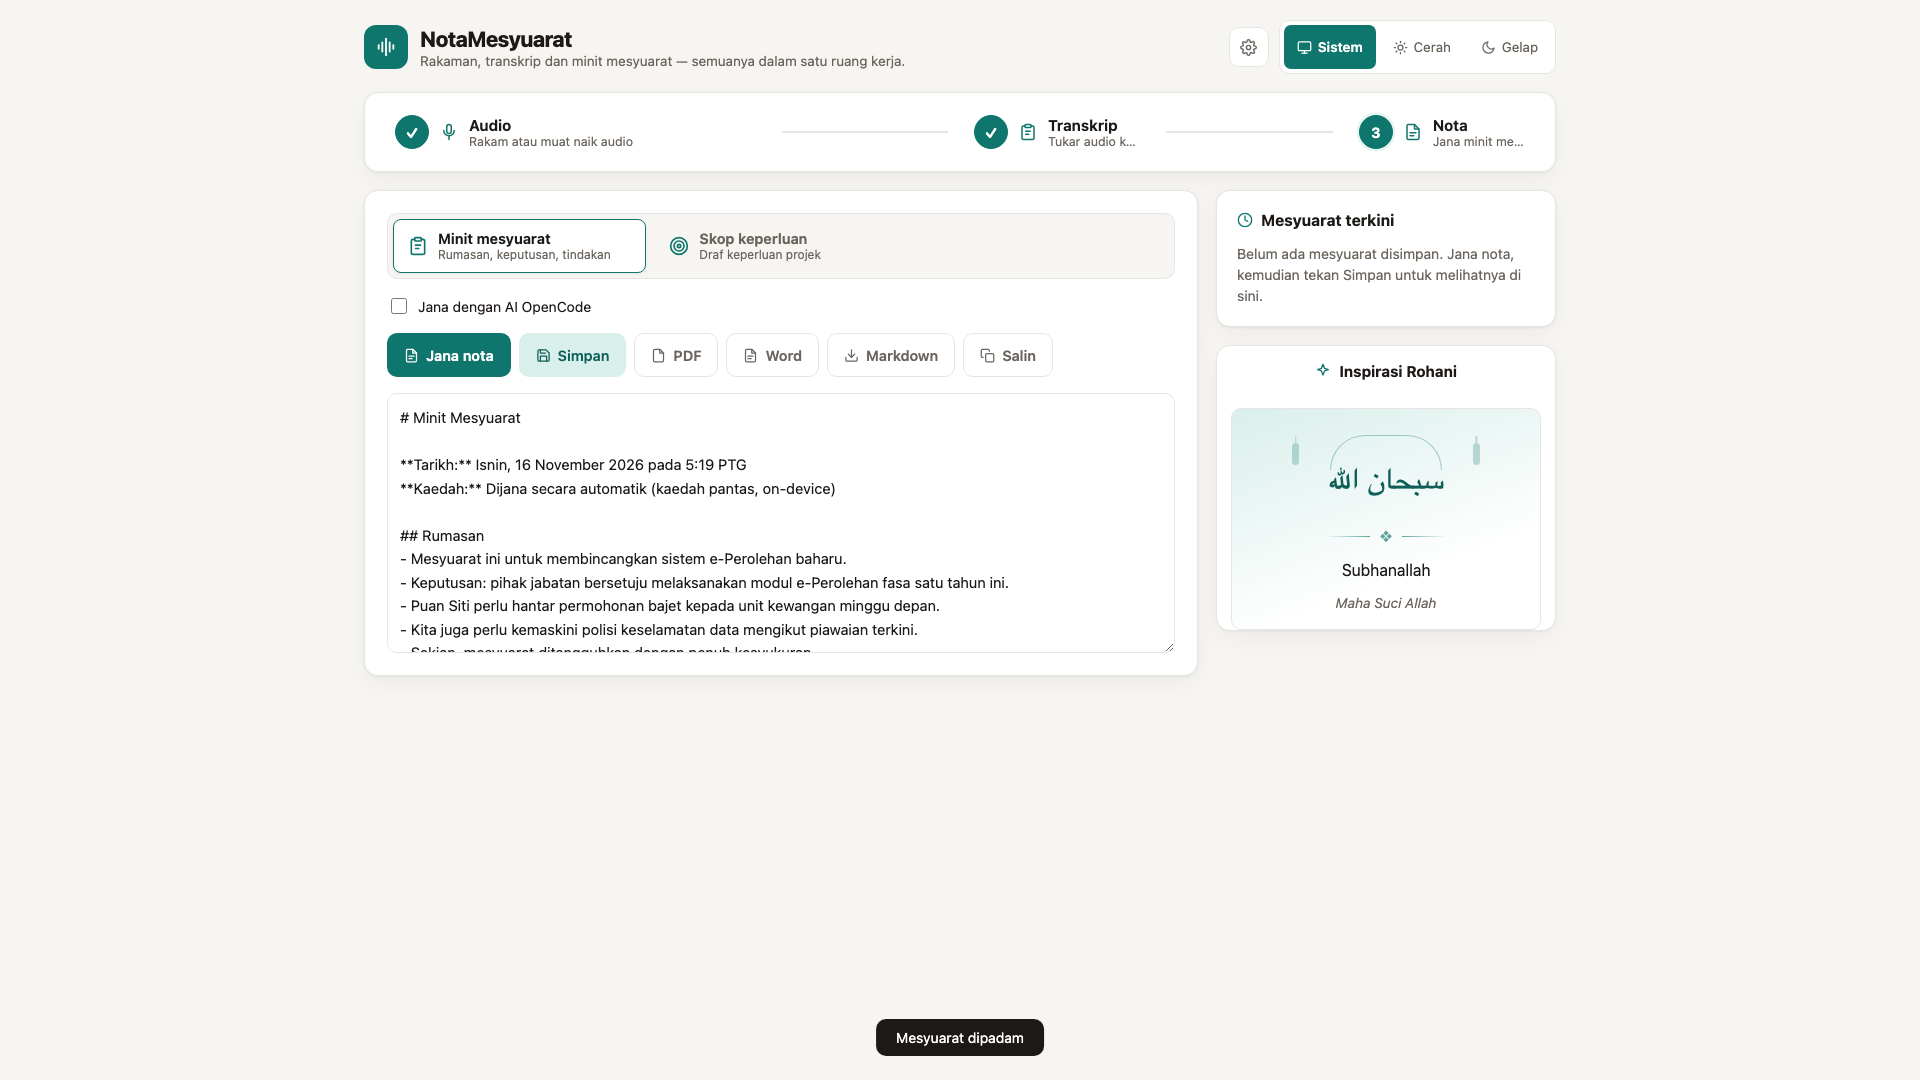 NotaMesyuarat
Rakaman, transkrip dan minit mesyuarat — semuanya dalam satu ruang kerja.
Sistem
Cerah
Gelap
Audio
Rakam atau muat naik audio
Transkrip
Tukar audio k...
3
Nota
Jana minit me...
Minit mesyuarat
Rumasan, keputusan, tindakan
Skop keperluan
Draf keperluan projek
Jana dengan AI OpenCode
Jana nota
Simpan
PDF
Word
Markdown
Salin
# Minit Mesyuarat
**Tarikh:** Isnin, 16 November 2026 pada 5:19 PTG
**Kaedah:** Dijana secara automatik (kaedah pantas, on-device)
## Rumasan
- Mesyuarat ini untuk membincangkan sistem e-Perolehan baharu.
- Keputusan: pihak jabatan bersetuju melaksanakan modul e-Perolehan fasa satu tahun ini.
- Puan Siti perlu hantar permohonan bajet kepada unit kewangan minggu depan.
- Kita juga perlu kemaskini polisi keselamatan data mengikut piawaian terkini.
- Sekian, mesyuarat ditangguhkan dengan penuh kesyukuran.
Mesyuarat terkini
Belum ada mesyuarat disimpan. Jana nota,
kemudian tekan Simpan untuk melihatnya di
sini.
Inspirasi Rohani
سبحان الله
Subhanallah
Maha Suci Allah
Mesyuarat dipadam